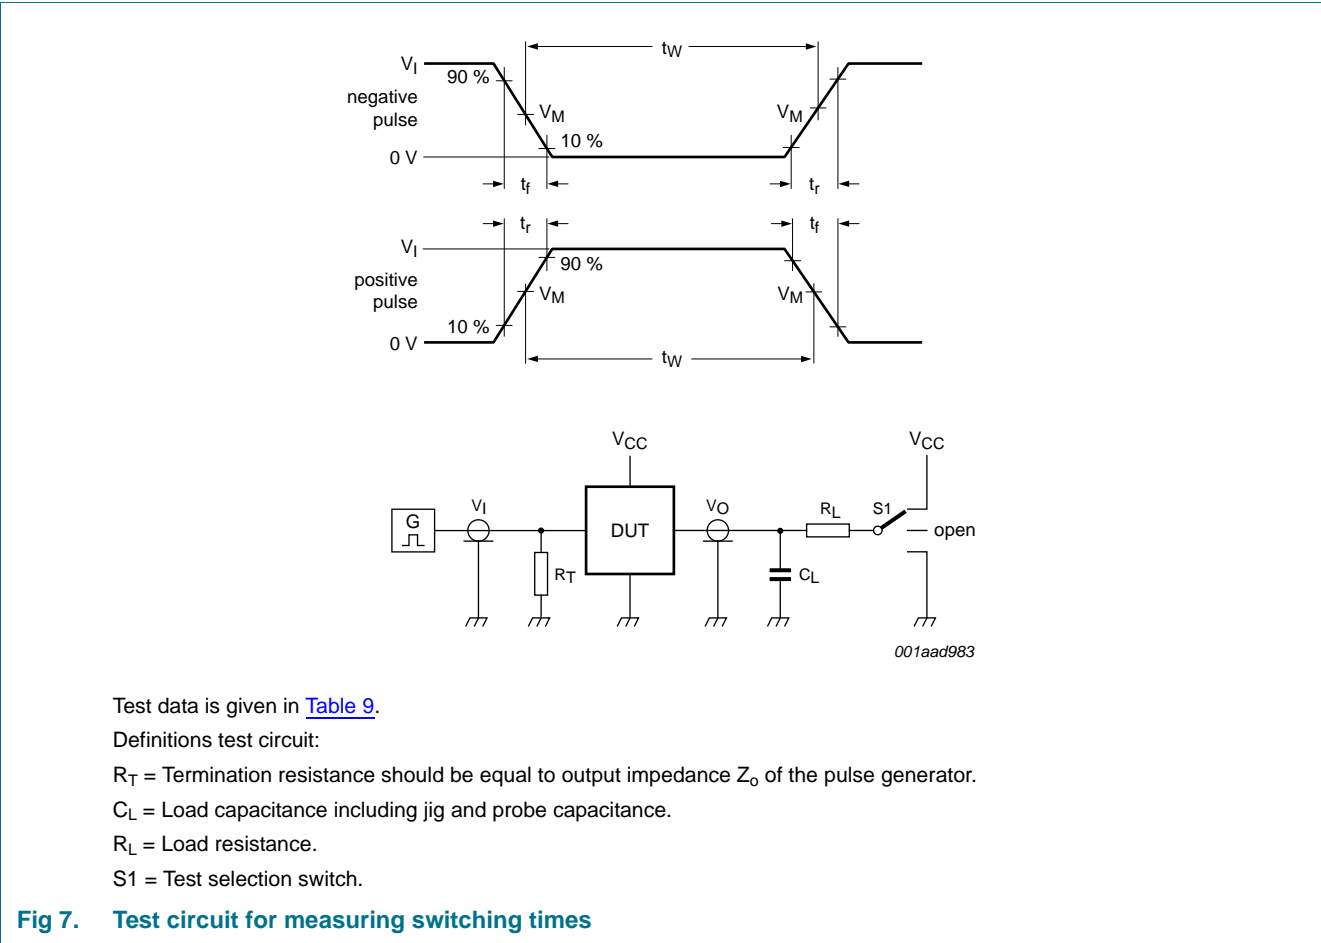 tW
VI
90 %
negative
pulse
VM
VM
10 %
0 V
tf
tr
tr
tf
VI
90 %
positive
pulse
VM
VM
10 %
0 V
tW
VCC
VCC
G
VI
DUT
VO
RL
S1
open
RT
CL
001aad983
Test data is given in Table 9.
Definitions test circuit:
RT = Termination resistance should be equal to output impedance Zo of the pulse generator.
CL = Load capacitance including jig and probe capacitance.
RL = Load resistance.
S1 = Test selection switch.
Fig 7. Test circuit for measuring switching times